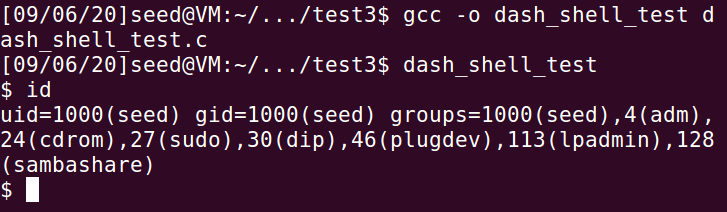 [09/06/20]seed@VM:~/.../test3$ gcc -o dash_shell_test d
ash_shell_test.c
[09/06/20]seed@VM:~/.../test3$ dash_shell_test
$ id
uid=1000(seed) gid=1000(seed) groups=1000(seed),4(adm),
24(cdrom),27(sudo),30(dip),46(plugdev),113(lpadmin),128
(sambashare)
$